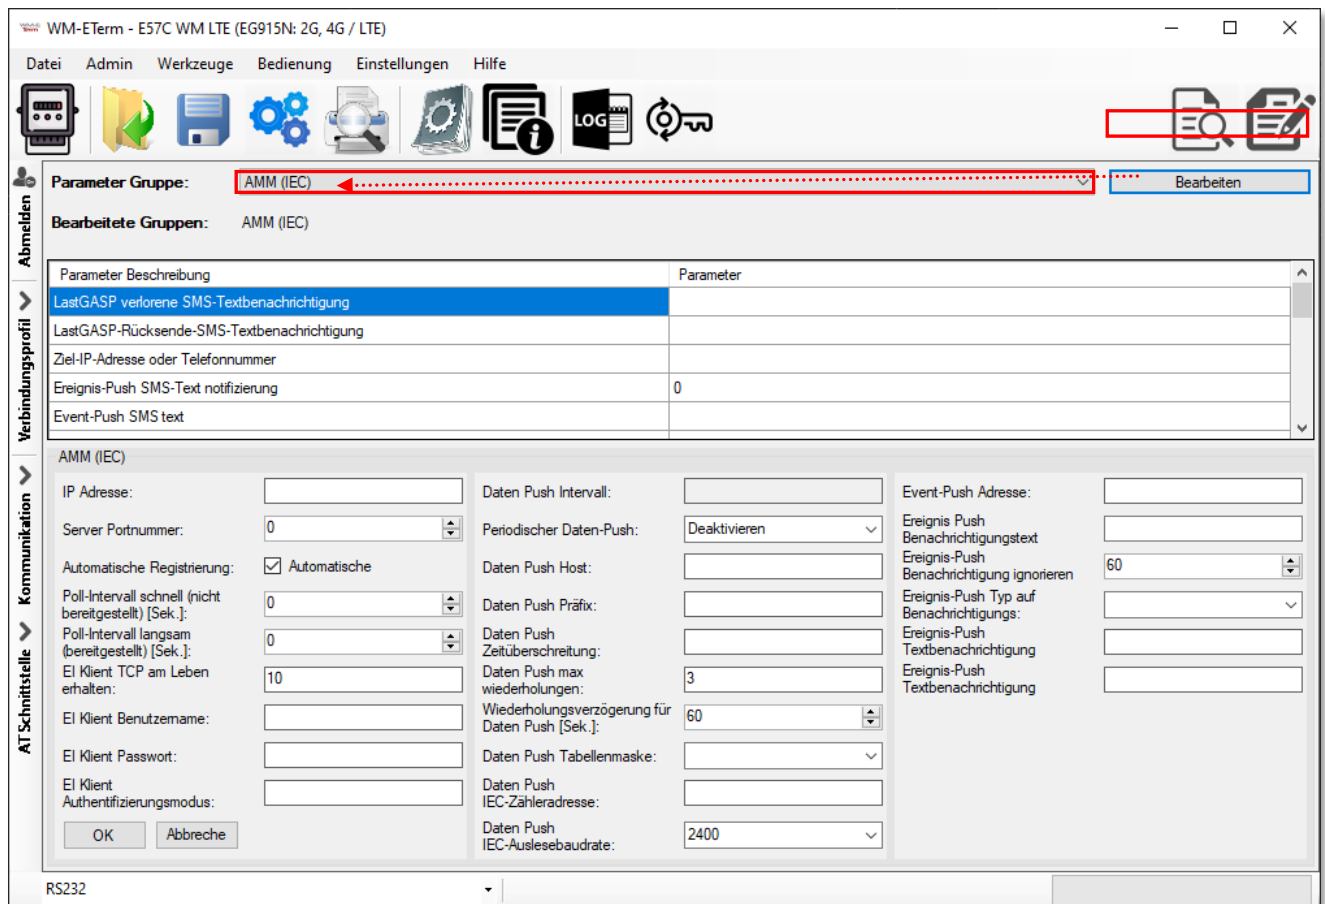 WM-ETerm - E57C WM LTE (EG915N: 2G, 4G / LTE)
Datei Admin Werkzeuge Bedienung Einstellungen Hilfe
LOG
Abmelden
Verbindungsprofil
Kommunikation
AT Schnittstelle
Parameter Gruppe: AMM (IEC) Bearbeiten
Bearbeitete Gruppen: AMM (IEC)
Parameter Beschreibung Parameter
LastGASP verlorene SMS-Textbenachrichtigung
LastGASP-Rücksende-SMS-Textbenachrichtigung
Ziel-IP-Adresse oder Telefonnummer
Ereignis-Push SMS-Text notifizierung 0
Event-Push SMS text
AMM (IEC)
IP Adresse:
Server Portnummer: 0
Automatische Registrierung: Automatische
Poll-Intervall schnell (nicht
bereitgestellt) [Sek.]: 0
Poll-Intervall langsam
(bereitgestellt) [Sek.]: 0
EI Klient TCP am Leben
erhalten: 10
EI Klient Benutzername:
EI Klient Passwort:
EI Klient
Authentifizierungsmodus:
OK Abbreche
Daten Push Intervall:
Periodischer Daten-Push: Deaktivieren
Daten Push Host:
Daten Push Präfix:
Daten Push
Zeitüberschreitung:
Daten Push max
wiederholungen: 3
Wiederholungsverzögerung für
Daten Push [Sek.]: 60
Daten Push Tabellenmaske:
Daten Push
IEC-Zähleradresse:
Daten Push
IEC-Auslesebaudrate: 2400
Event-Push Adresse:
Ereignis Push
Benachrichtigungstext
Ereignis-Push
Benachrichtigung ignorieren 60
Ereignis-Push Typ auf
Benachrichtigungs:
Ereignis-Push
Textbenachrichtigung
Ereignis-Push
Textbenachrichtigung
RS232